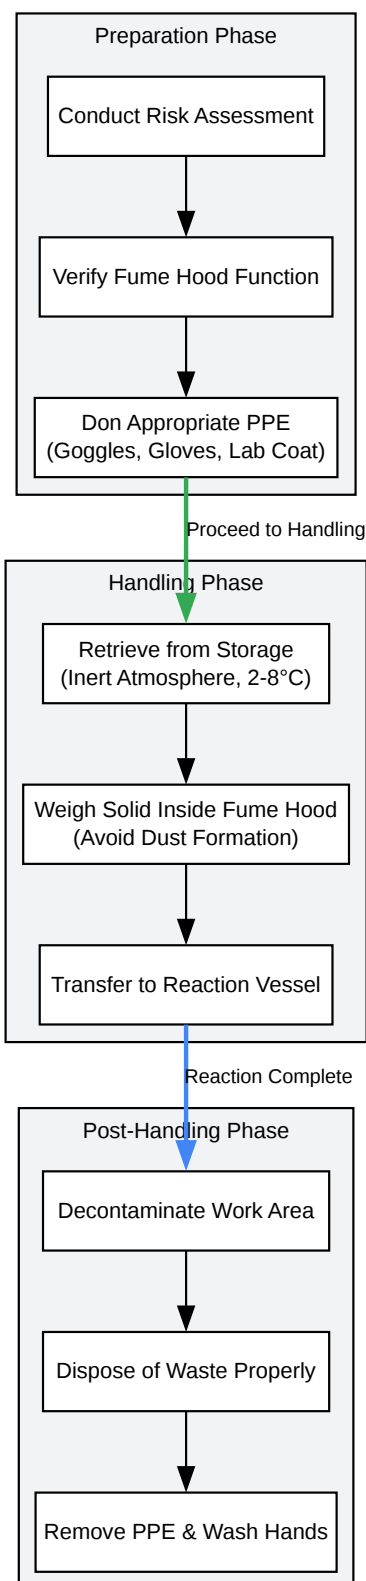 Preparation Phase
Conduct Risk Assessment
Verify Fume Hood Function
Don Appropriate PPE
(Goggles, Gloves, Lab Coat)
Proceed to Handling
Handling Phase
Retrieve from Storage
(Inert Atmosphere, 2-8°C)
Weigh Solid Inside Fume Hood
(Avoid Dust Formation)
Transfer to Reaction Vessel
Reaction Complete
Post-Handling Phase
Decontaminate Work Area
Dispose of Waste Properly
Remove PPE & Wash Hands